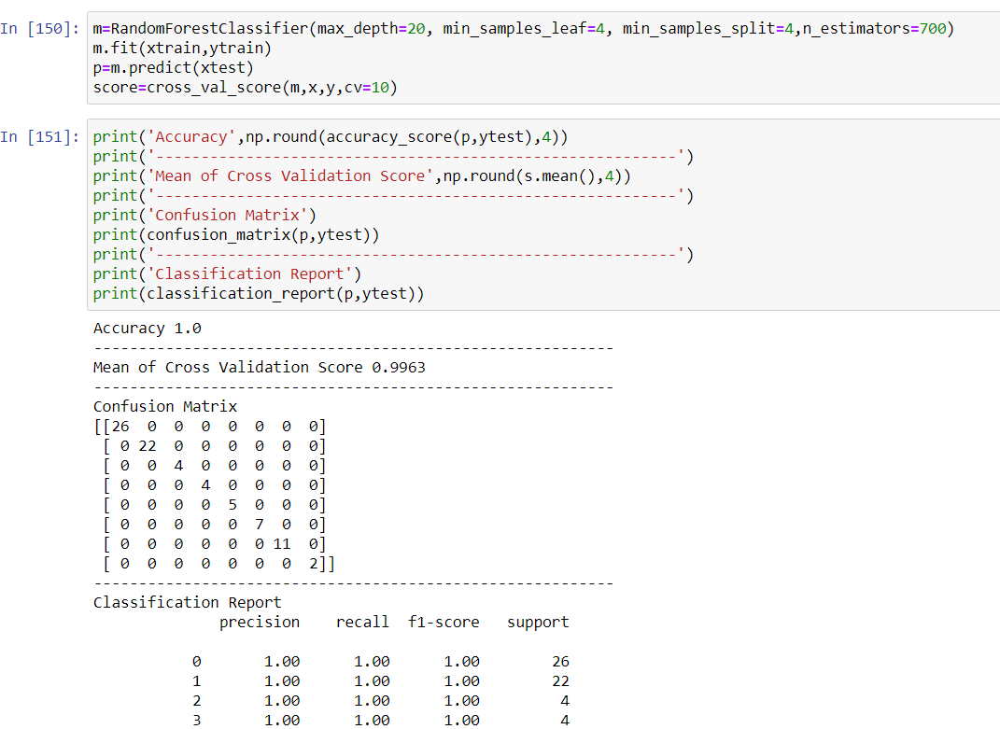 In [150]: m=RandomForestClassifier(max_depth=20, min_samples_leaf=4, min_samples_split=4,n_estimators=700)
m.fit(xtrain,ytrain)
p=m.predict(xtest)
score=cross_val_score(m,x,y,cv=10)
In [151]: print('Accuracy',np.round(accuracy_score(p,ytest),4))
print('----------------------------------------------------------')
print('Mean of Cross Validation Score',np.round(s.mean(),4))
print('----------------------------------------------------------')
print('Confusion Matrix')
print(confusion_matrix(p,ytest))
print('----------------------------------------------------------')
print('Classification Report')
print(classification_report(p,ytest))
Accuracy 1.0
----------------------------------------------------------
Mean of Cross Validation Score 0.9963
----------------------------------------------------------
Confusion Matrix
[[26  0  0  0  0  0  0  0]
 [ 0 22  0  0  0  0  0  0]
 [ 0  0  4  0  0  0  0  0]
 [ 0  0  0  4  0  0  0  0]
 [ 0  0  0  0  5  0  0  0]
 [ 0  0  0  0  0  7  0  0]
 [ 0  0  0  0  0  0 11  0]
 [ 0  0  0  0  0  0  0  2]]
----------------------------------------------------------
Classification Report
              precision    recall  f1-score   support
           0       1.00      1.00      1.00        26
           1       1.00      1.00      1.00        22
           2       1.00      1.00      1.00         4
           3       1.00      1.00      1.00         4